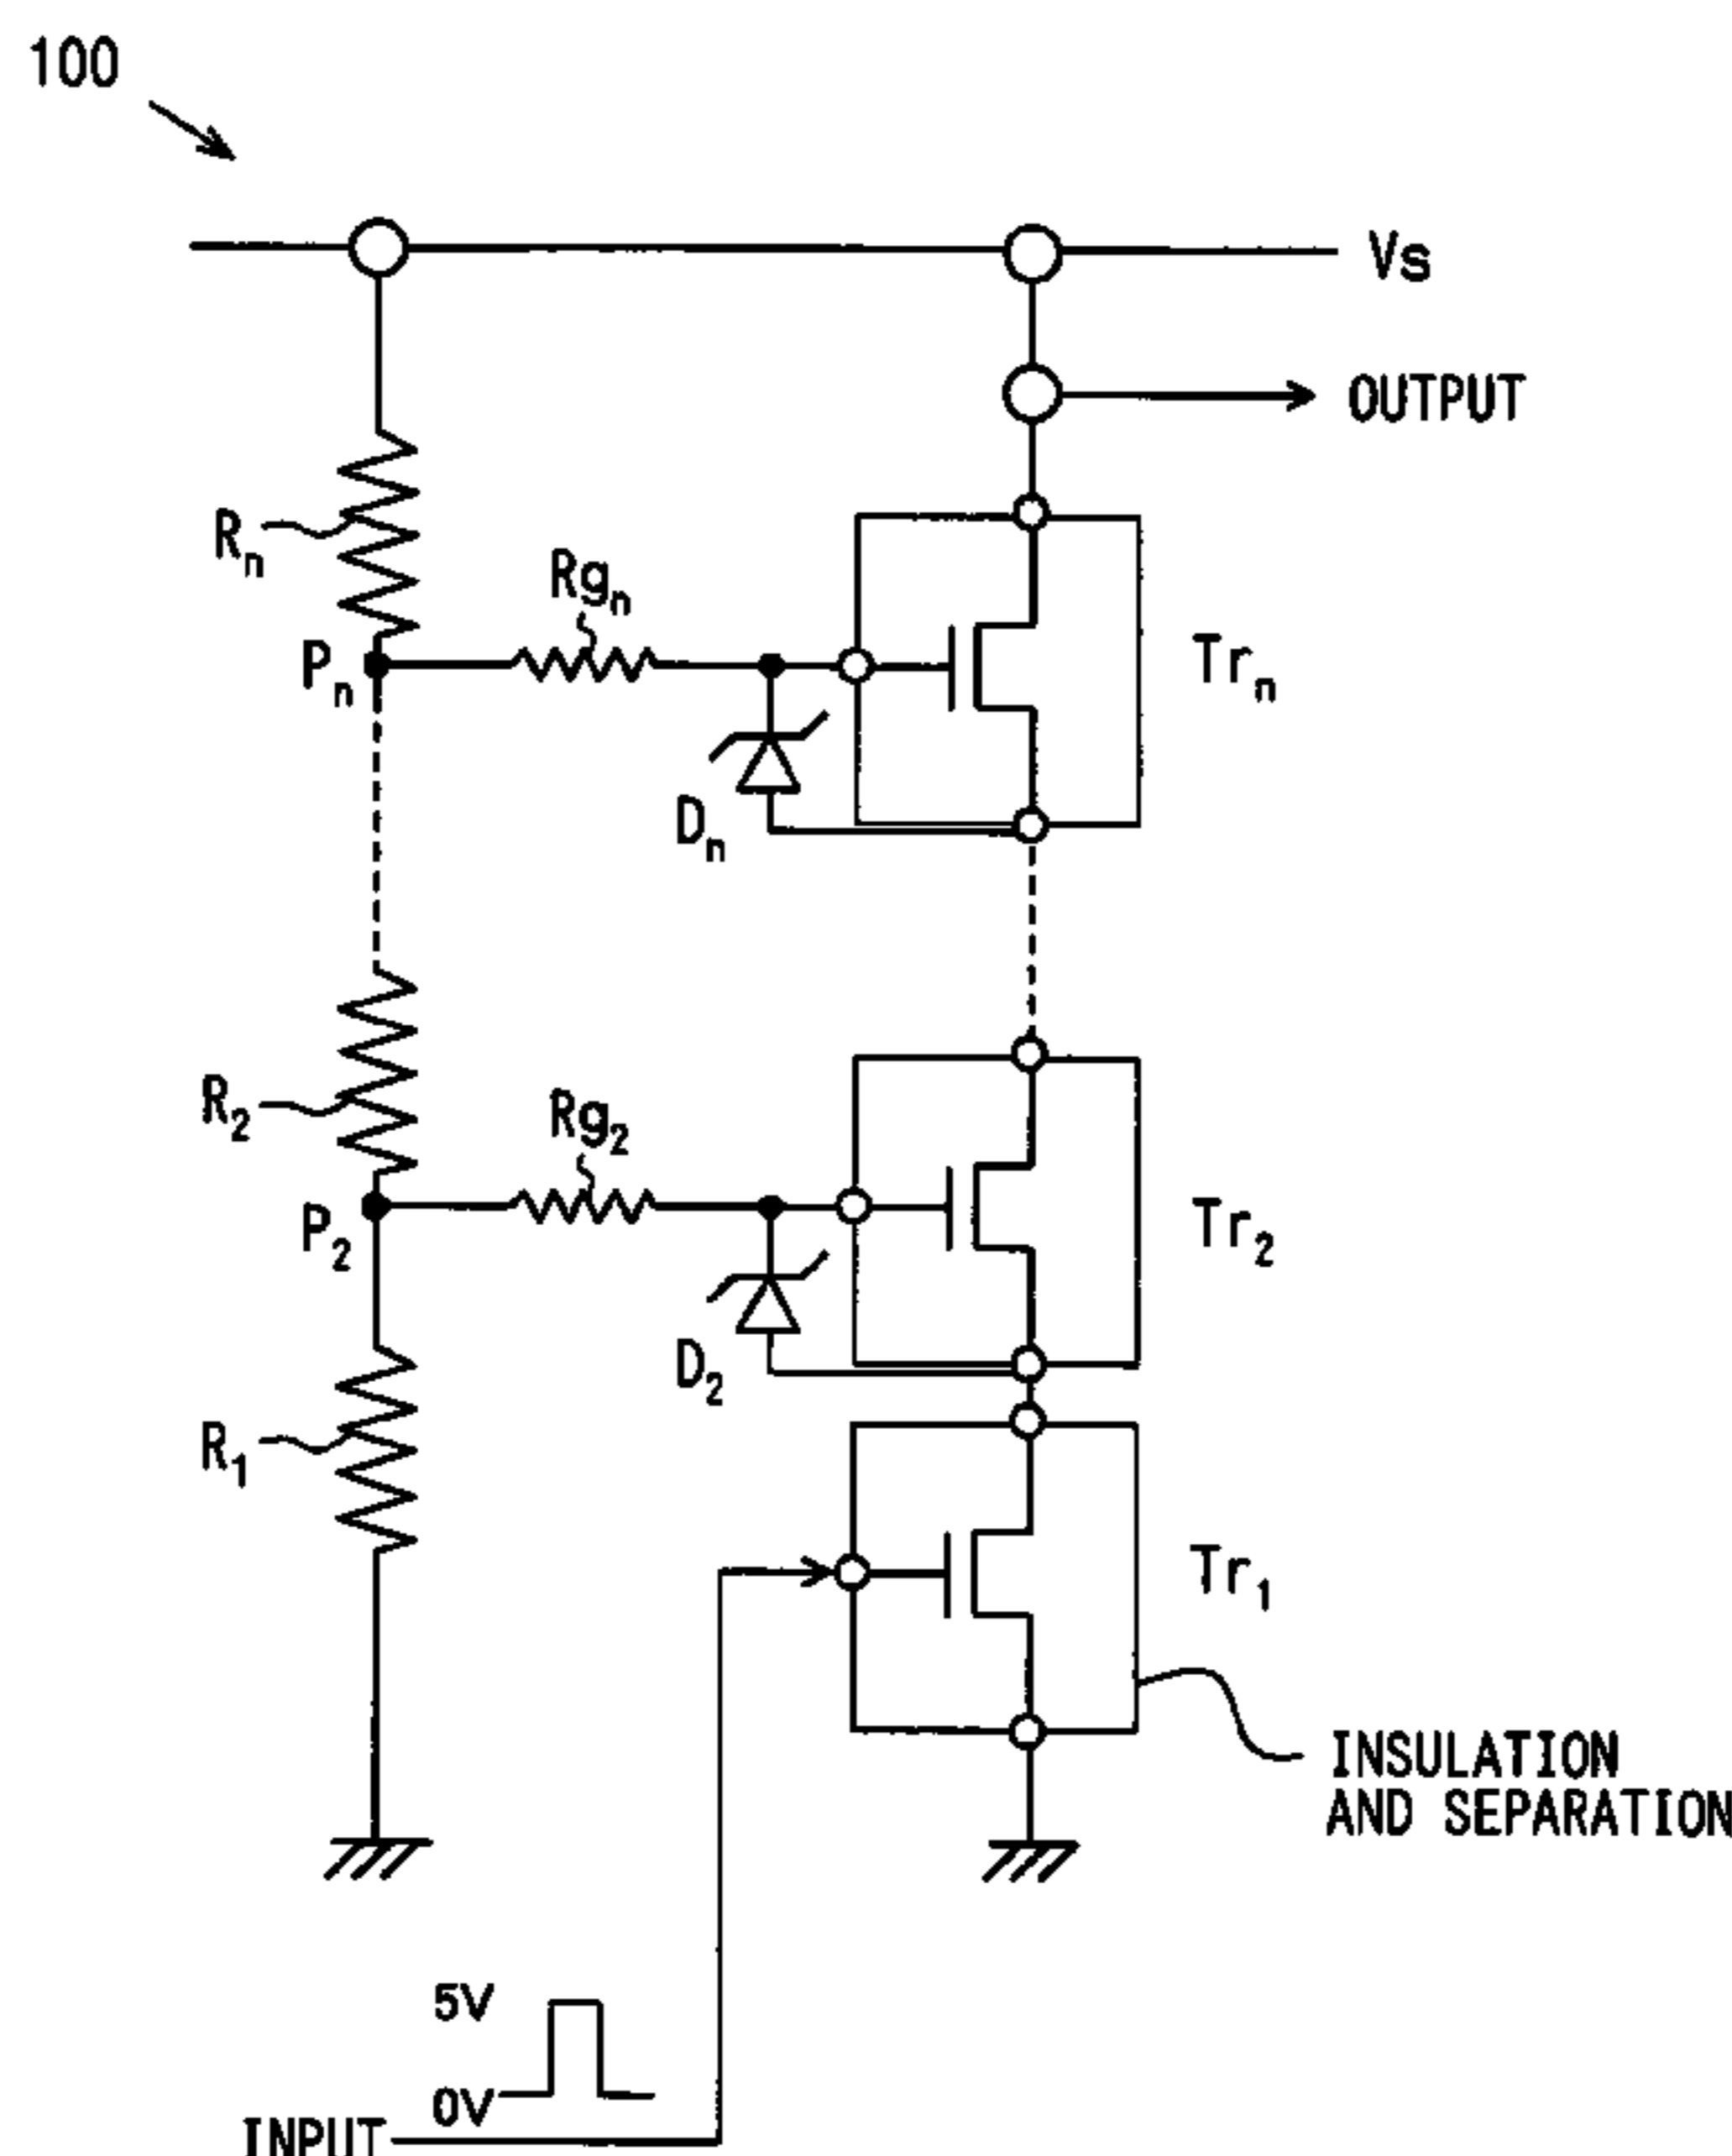 100
Vs
OUTPUT
Rn
Rgn
Pn
Trn
Dn
R2
Rg2
P2
Tr2
D2
R1
Tr1
INSULATION
AND SEPARATION
5V
0V
INPUT